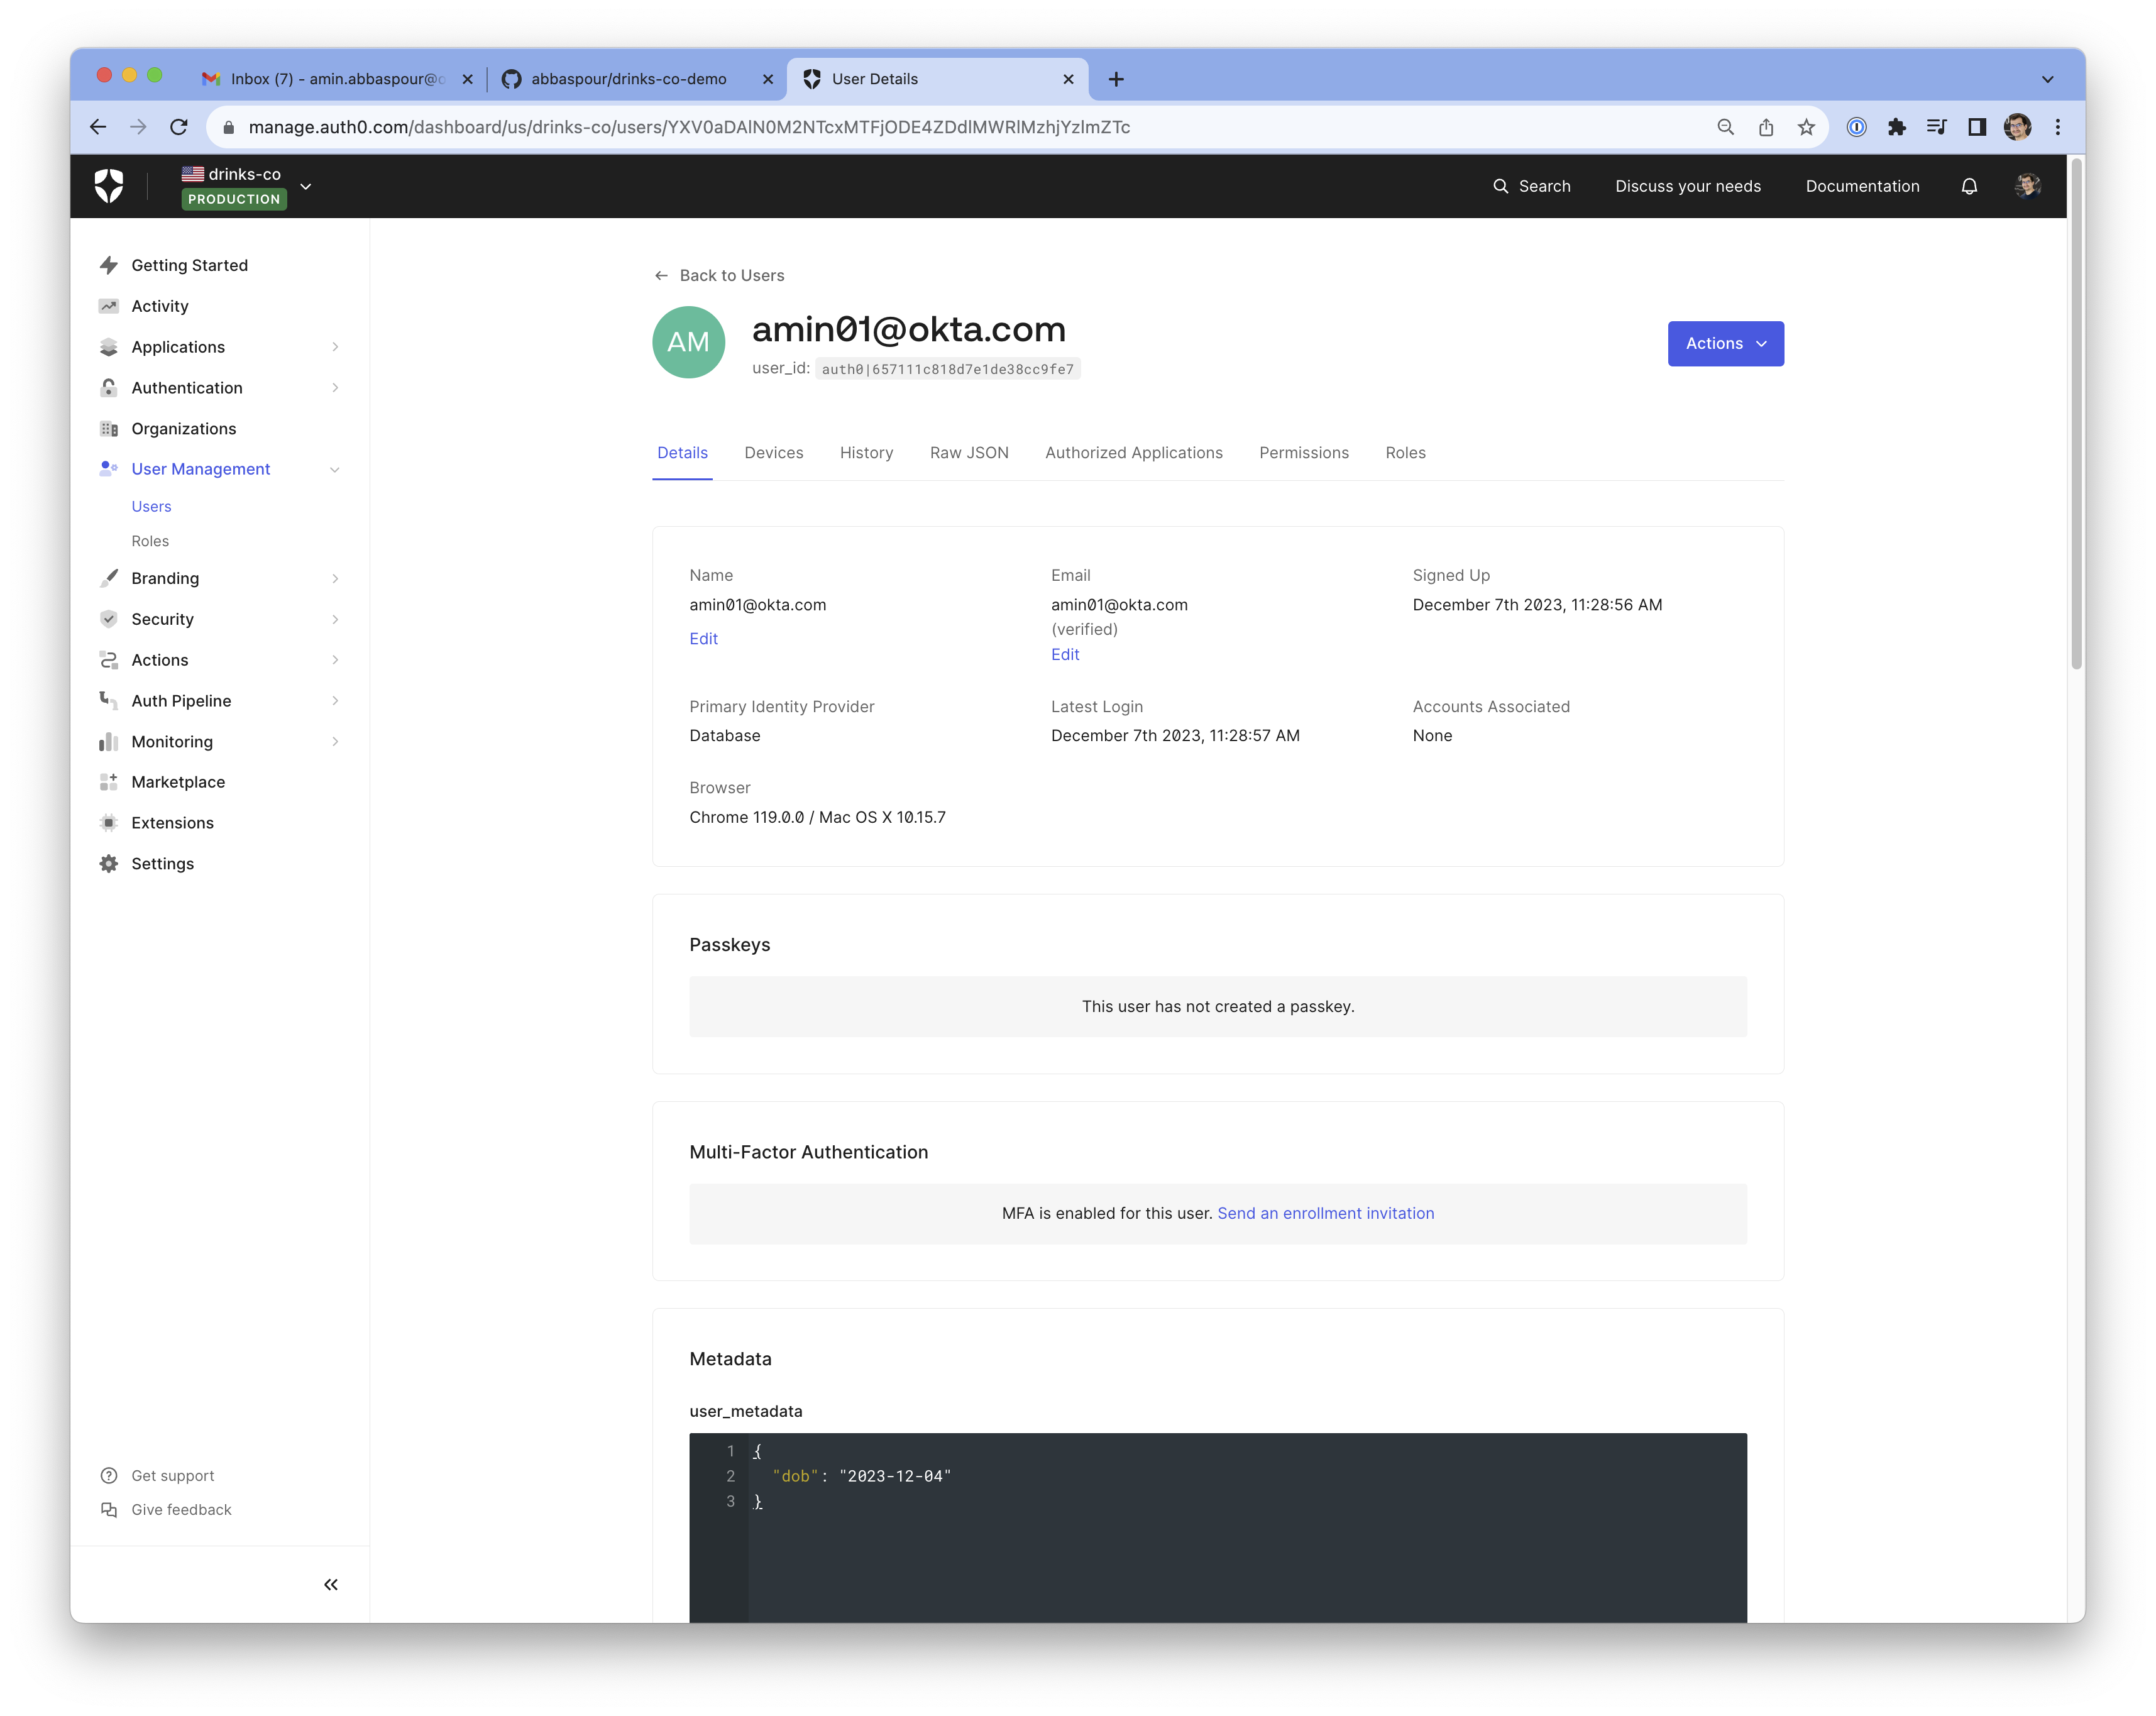 Inbox (7) - amin.abbaspour@o
abbaspour/drinks-co-demo
User Details
manage.auth0.com/dashboard/us/drinks-co/users/YXV0aDAlN0M2NTcxMTFjODE4ZDdlMWRlMzhjYzlmZTc
drinks-co
PRODUCTION
Search
Discuss your needs
Documentation
Getting Started
Activity
Applications
Authentication
Organizations
User Management
Users
Roles
Branding
Security
Actions
Auth Pipeline
Monitoring
Marketplace
Extensions
Settings
Get support
Give feedback
Back to Users
AM
amin01@okta.com
user_id: auth0|657111c818d7e1de38cc9fe7
Actions
Details Devices History Raw JSON Authorized Applications Permissions Roles
Name
amin01@okta.com
Edit
Email
amin01@okta.com
(verified)
Edit
Signed Up
December 7th 2023, 11:28:56 AM
Primary Identity Provider
Database
Latest Login
December 7th 2023, 11:28:57 AM
Accounts Associated
None
Browser
Chrome 119.0.0 / Mac OS X 10.15.7
Passkeys
This user has not created a passkey.
Multi-Factor Authentication
MFA is enabled for this user. Send an enrollment invitation
Metadata
user_metadata
1 {
2 "dob": "2023-12-04"
3 }